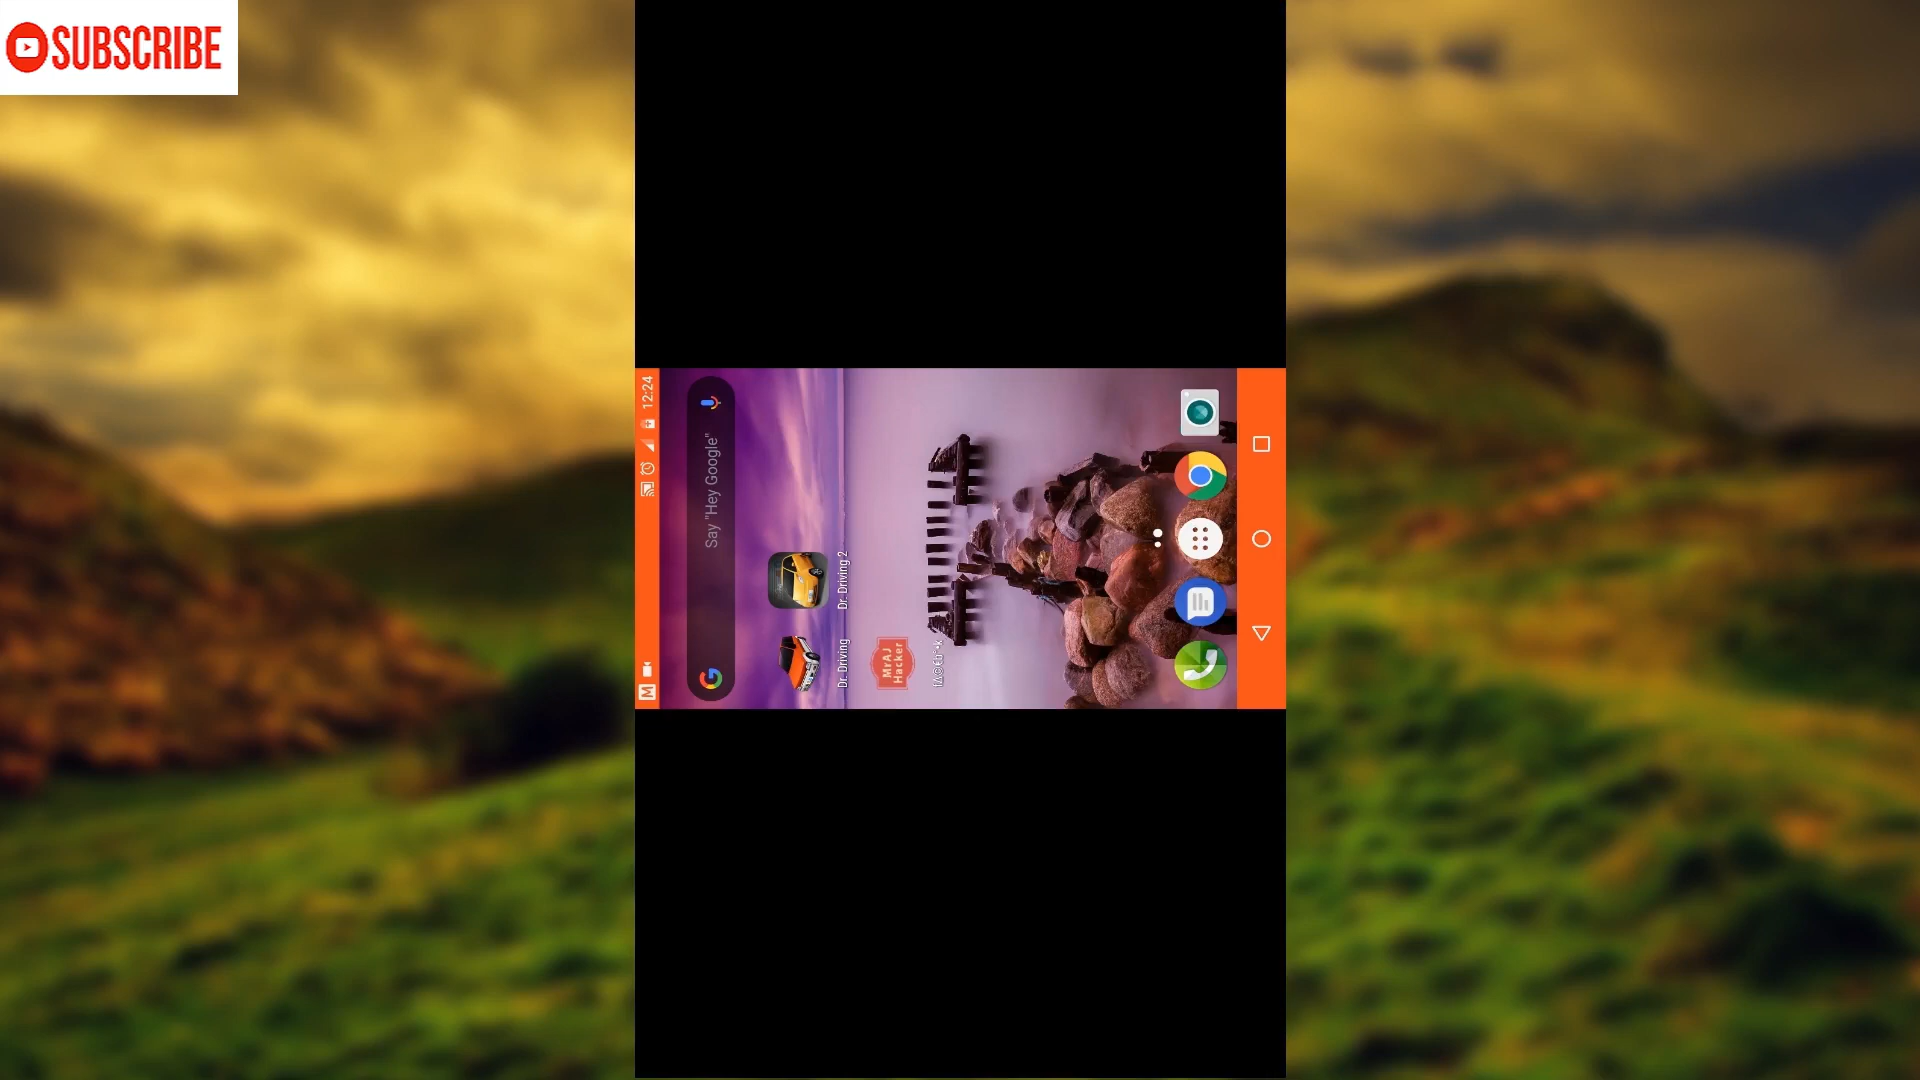 SUBSCRIBE
12:24
Say "Hey Google"
Dr. Driving
Dr. Driving 2
MrAJ
Hacker